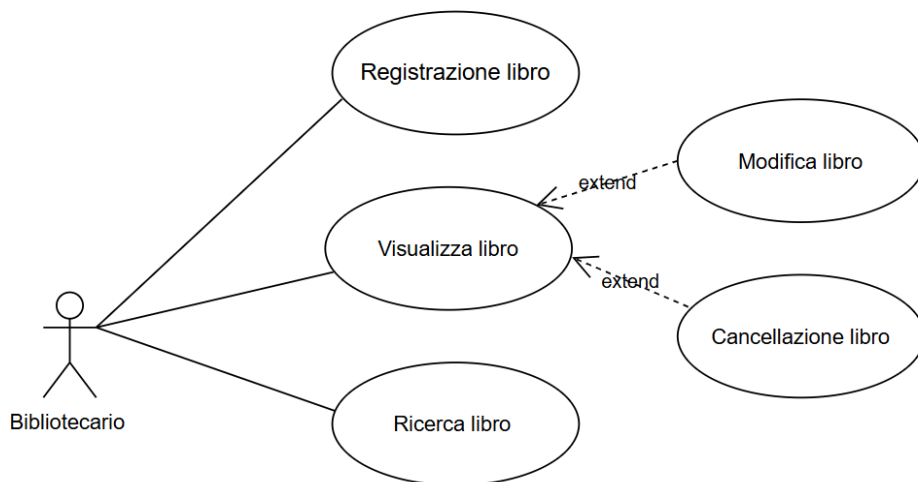 Registrazione libro
Modifica libro
extend
Visualizza libro
extend
Cancellazione libro
Bibliotecario
Ricerca libro